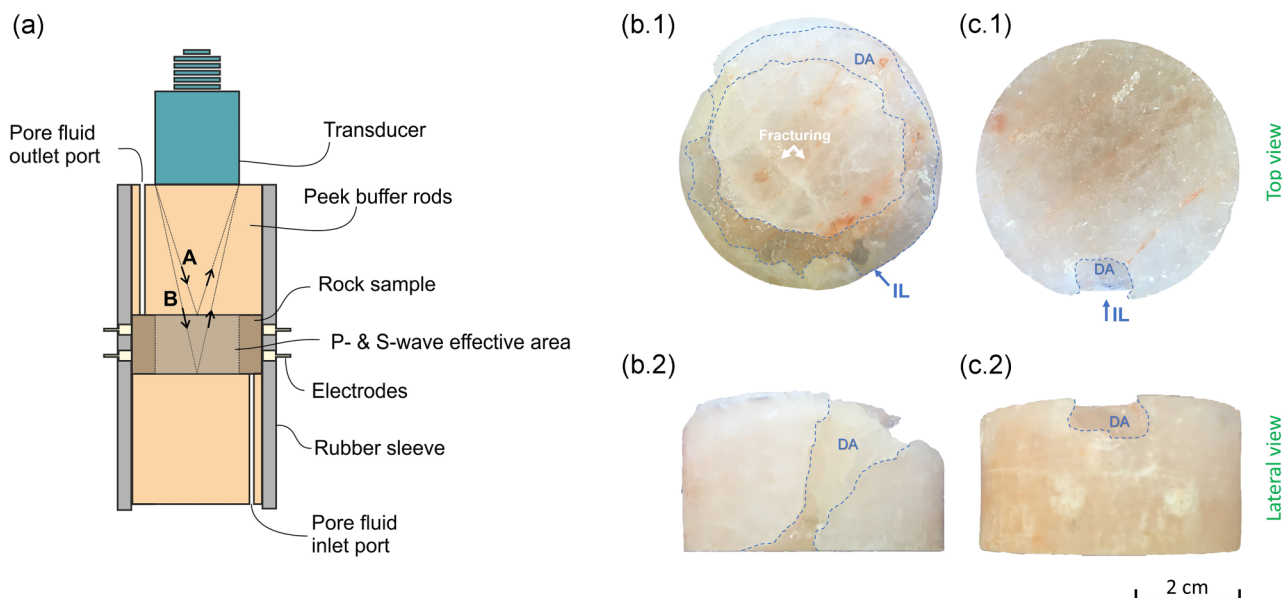 (a)
Pore fluid
outlet port
Transducer
Peek buffer rods
A
B
Rock sample
P- & S-wave effective area
Electrodes
Rubber sleeve
Pore fluid
inlet port
(b.1)
DA
Fracturing
IL
(c.1)
DA
IL
Top view
(b.2)
DA
(c.2)
DA
Lateral view
2 cm